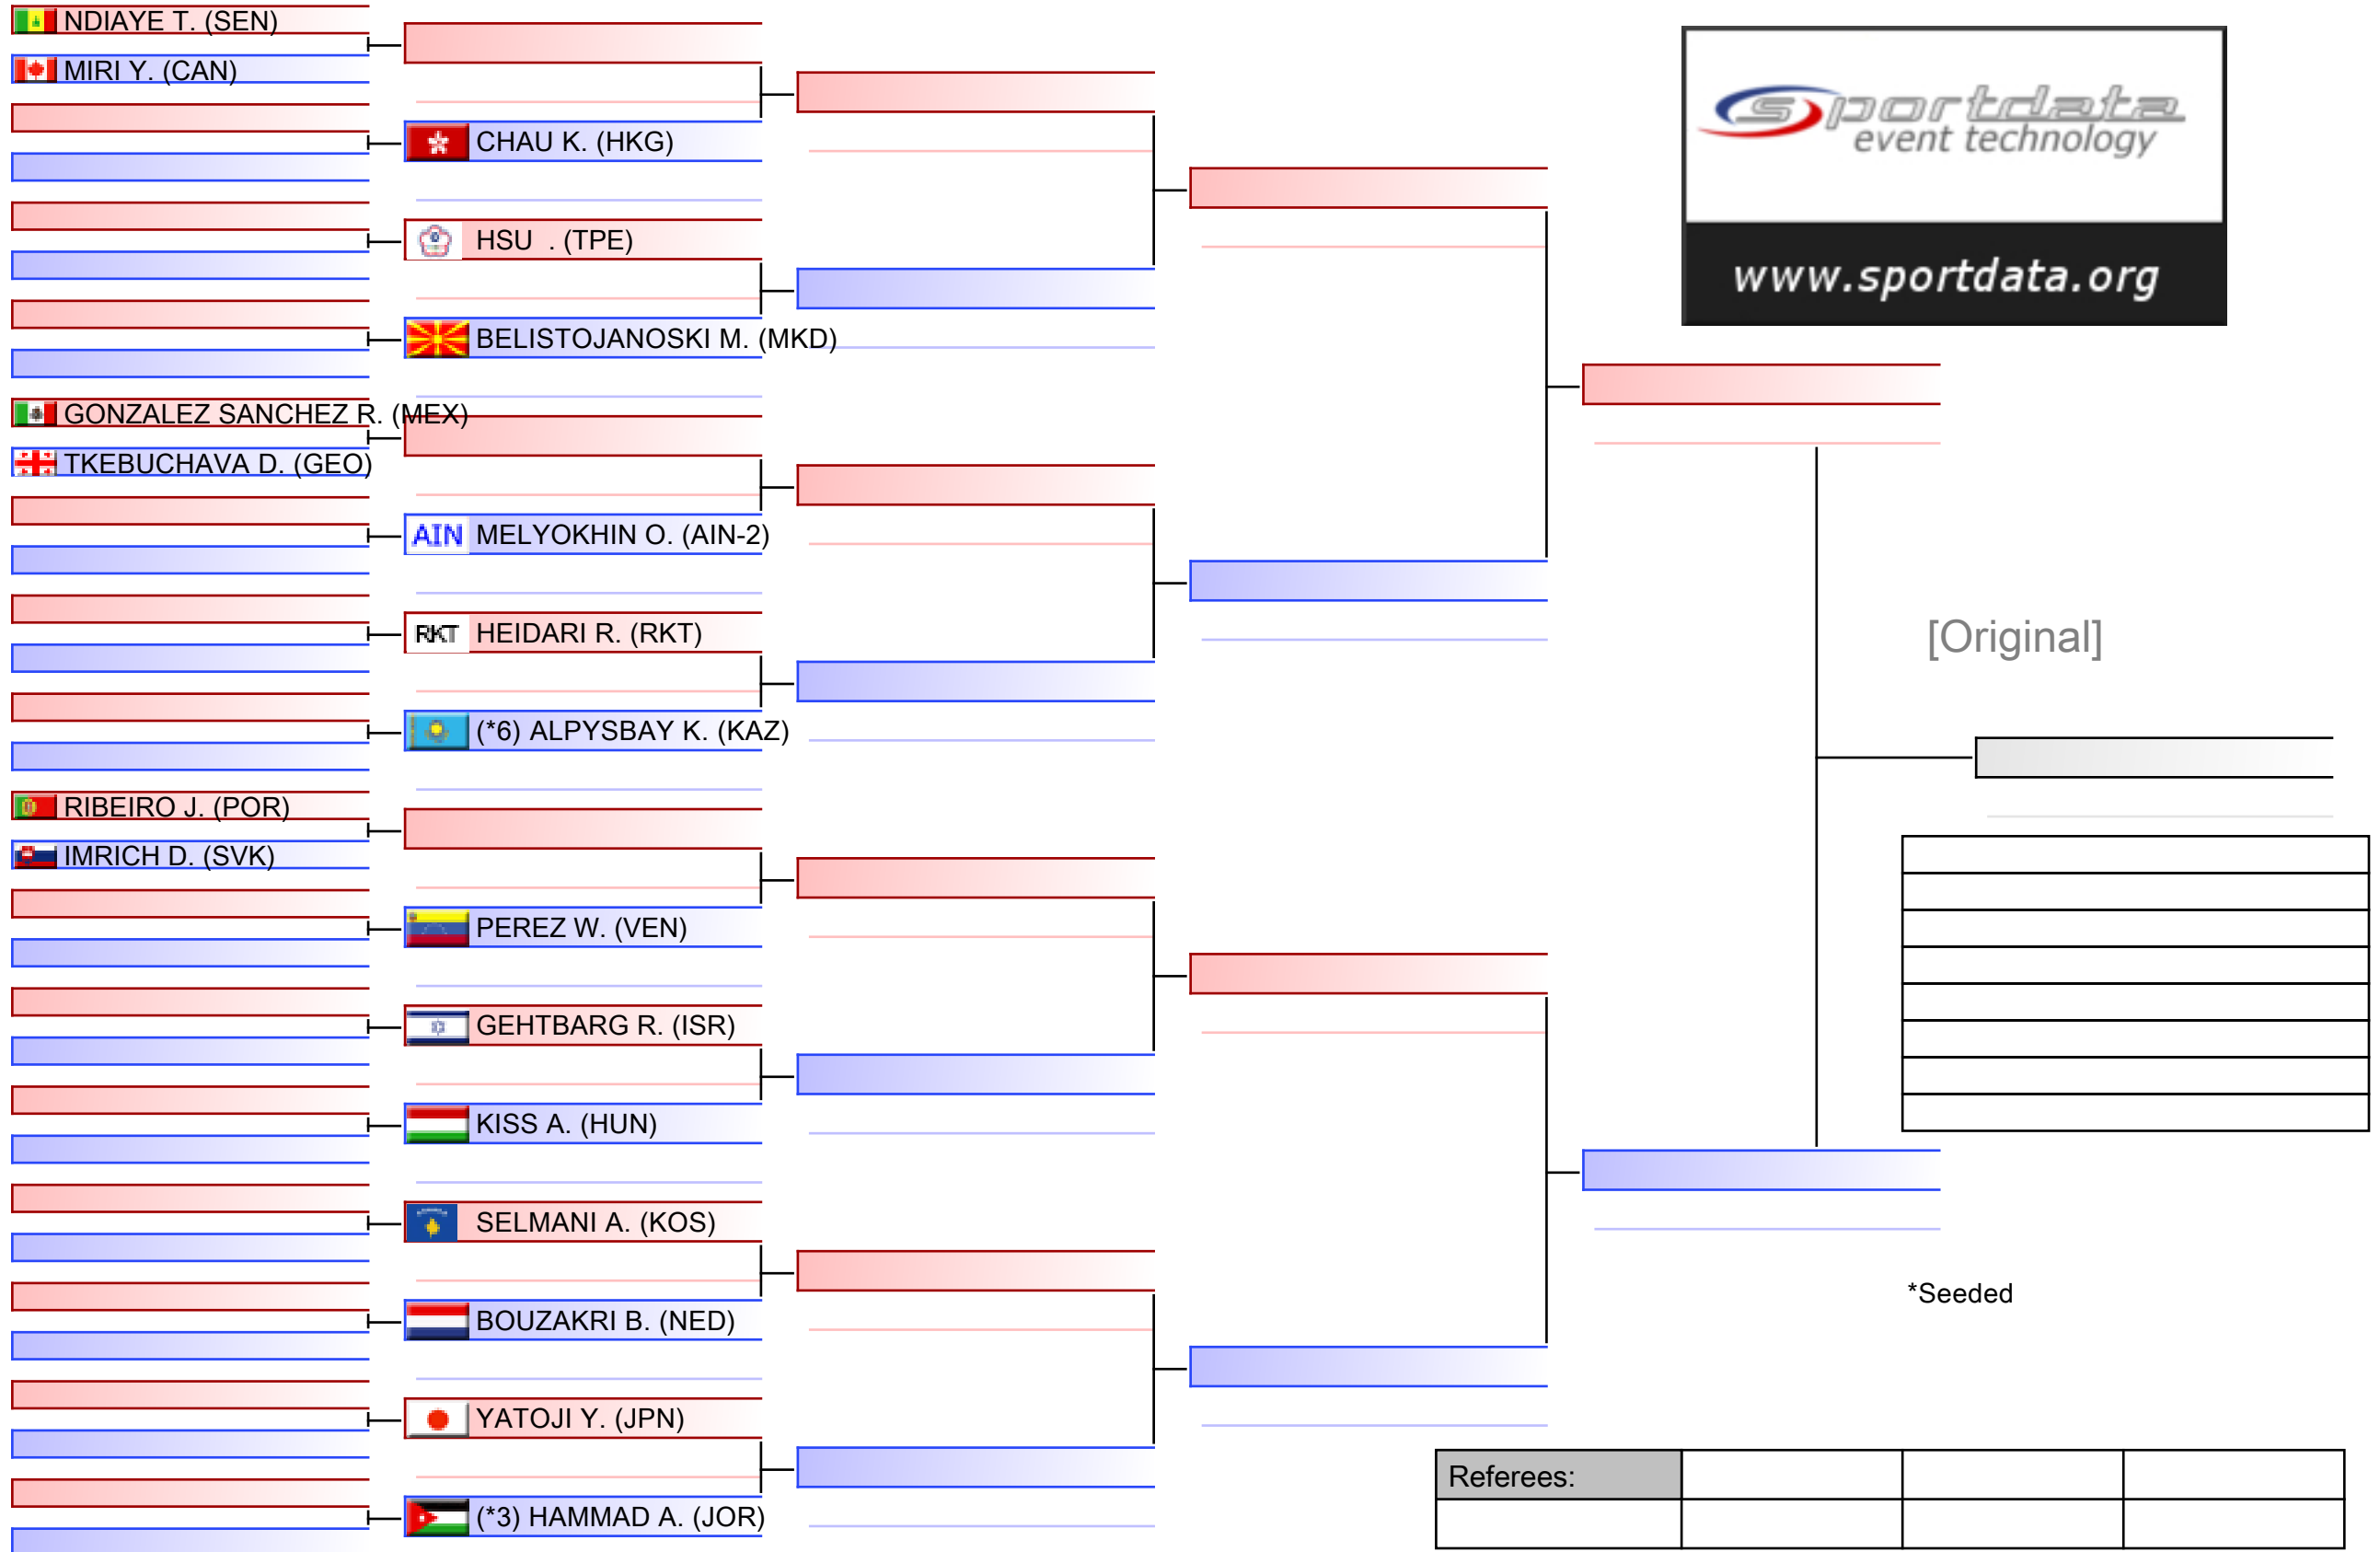 NDIAYE T. (SEN)
MIRI Y. (CAN)
CHAU K. (HKG)
HSU . (TPE)
BELISTOJANOSKI M. (MKD)
GONZALEZ SANCHEZ R. (MEX)
TKEBUCHAVA D. (GEO)
AIN MELYOKHIN O. (AIN-2)
RKT HEIDARI R. (RKT)
(*6) ALPYSBAY K. (KAZ)
RIBEIRO J. (POR)
IMRICH D. (SVK)
PEREZ W. (VEN)
GEHTBARG R. (ISR)
KISS A. (HUN)
SELMANI A. (KOS)
BOUZAKRI B. (NED)
YATOJI Y. (JPN)
(*3) HAMMAD A. (JOR)
sportdata
event technology
www.sportdata.org
[Original]
*Seeded
Referees: